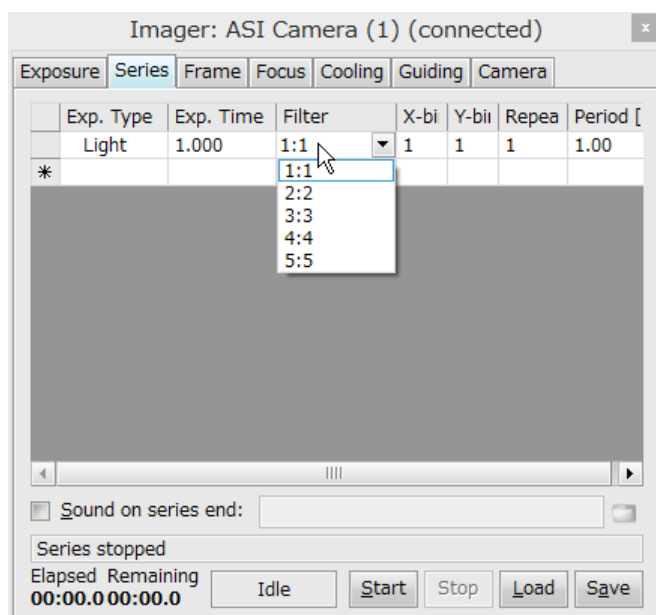 Imager: ASI Camera (1) (connected)
x
Exposure Series Frame Focus Cooling Guiding Camera
Exp. Type Exp. Time Filter X-bi Y-bi Repea Period [
Light 1.000 1:1 1 1 1 1.00
1:1
2:2
3:3
4:4
5:5
Sound on series end:
Series stopped
Elapsed Remaining
00:00.0 00:00.0 Idle Start Stop Load Save